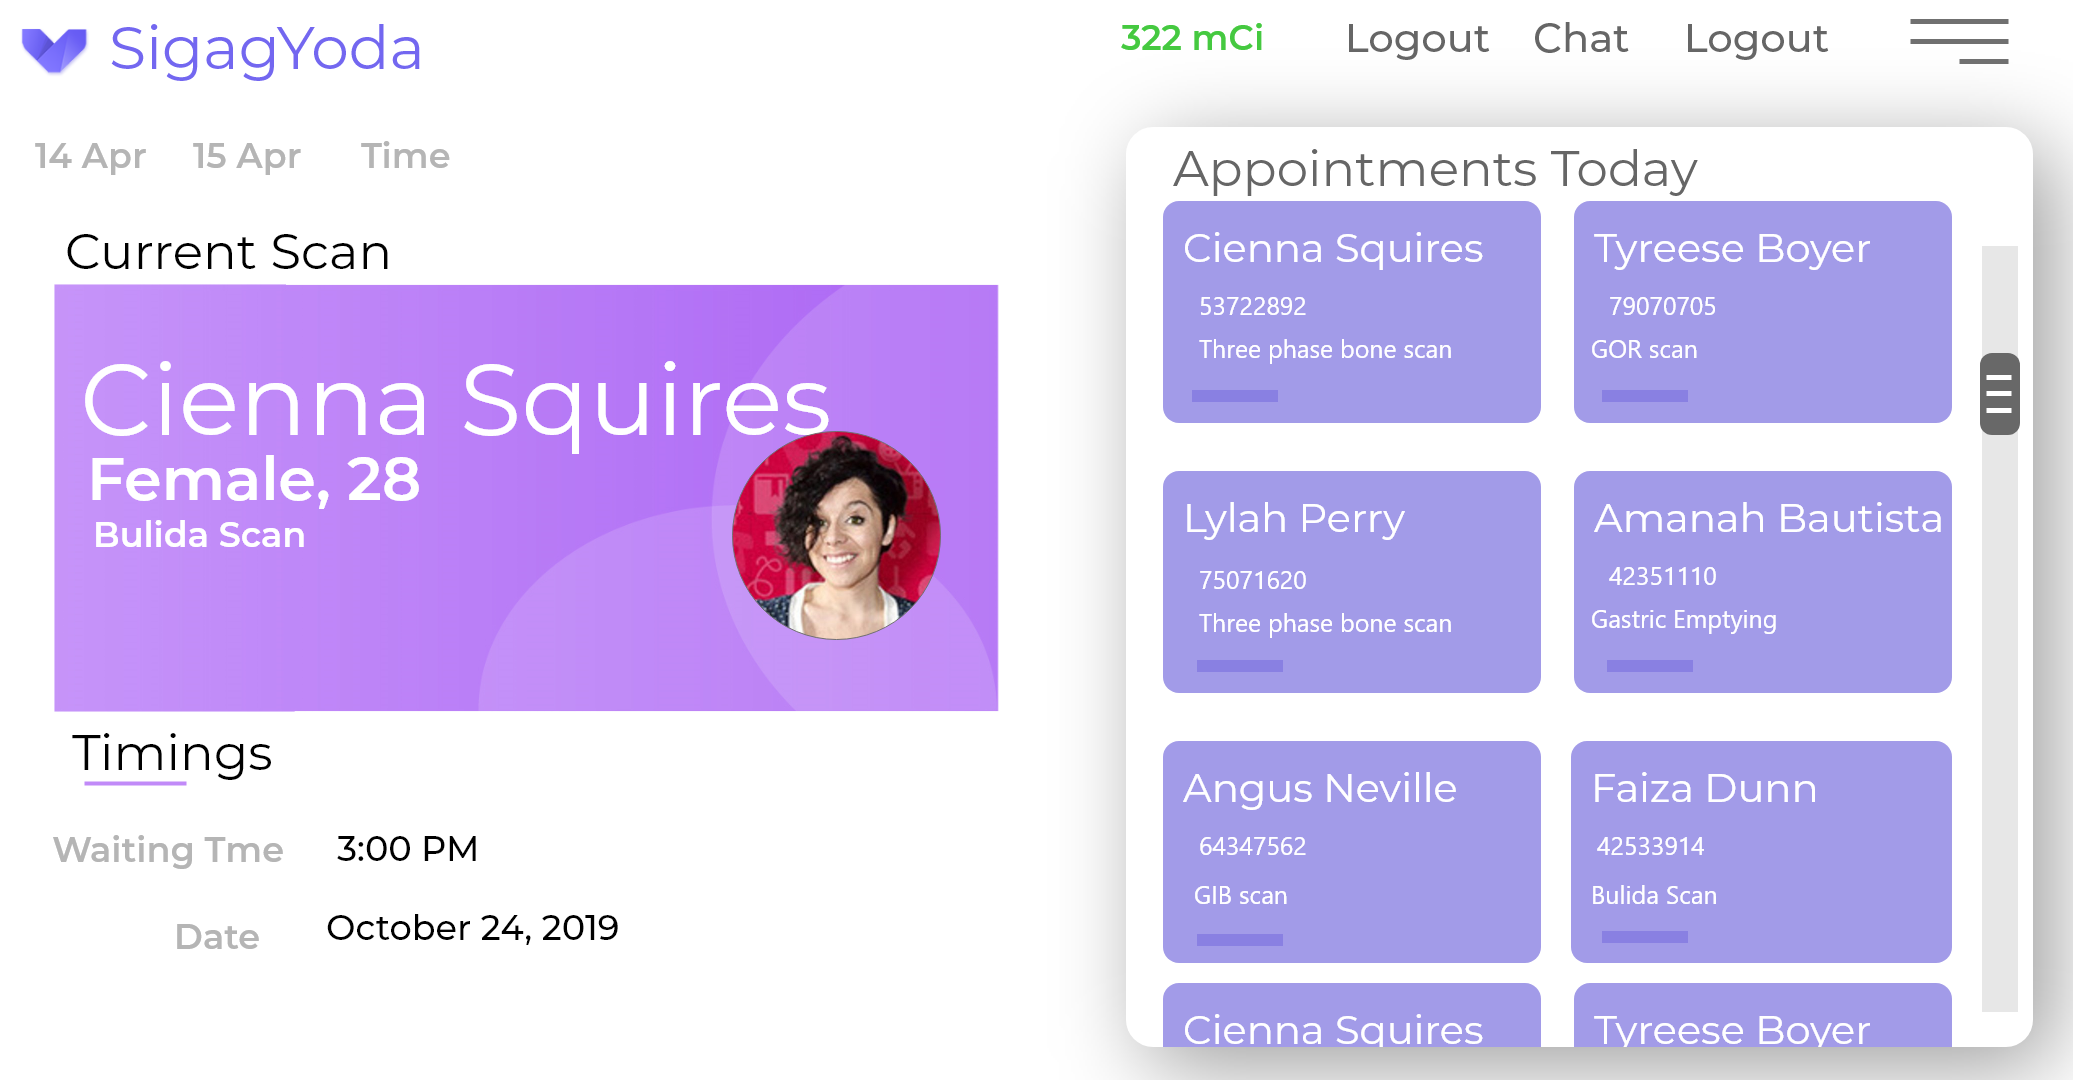 SigagYoda
322 mCi
Logout
Chat
Logout
14 Apr
15 Apr
Time
Current Scan
Cienna Squires
Female, 28
Bulida Scan
Timings
Waiting Tme
3:00 PM
Date
October 24, 2019
Appointments Today
Cienna Squires
53722892
Three phase bone scan
Tyreese Boyer
79070705
GOR scan
Lylah Perry
75071620
Three phase bone scan
Amanah Bautista
42351110
Gastric Emptying
Angus Neville
64347562
GIB scan
Faiza Dunn
42533914
Bulida Scan
Cienna Squires
Tyreese Boyer